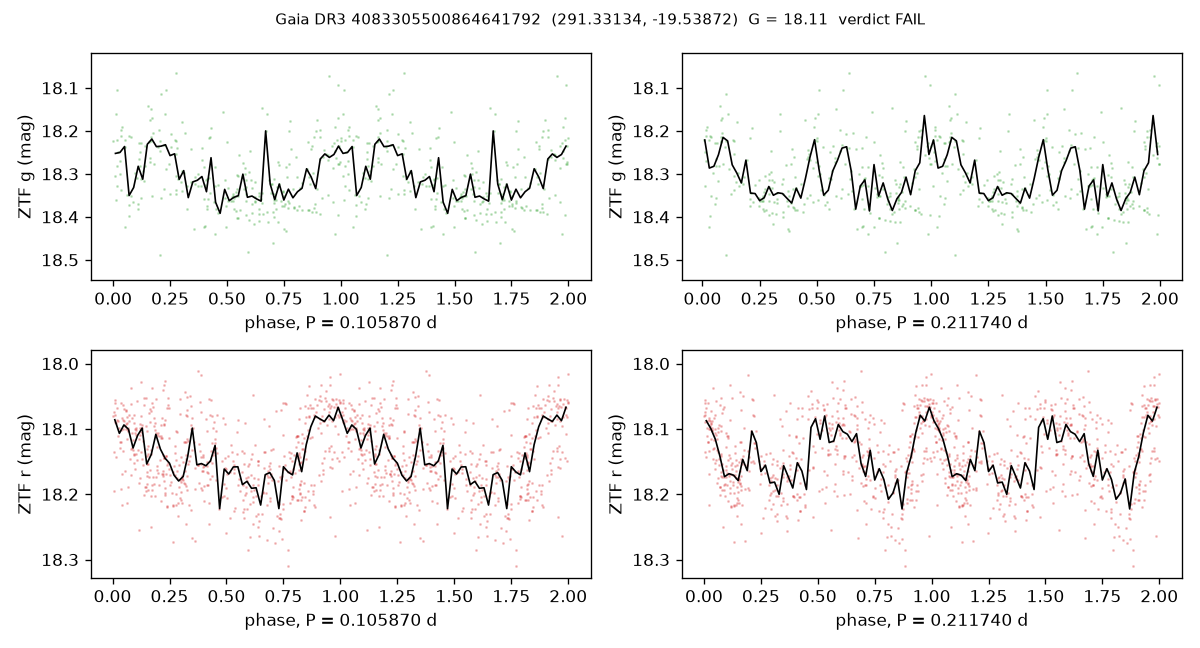 Gaia DR3 4083305500864641792 (291.33134, -19.53872) G = 18.11 verdict FAIL
ZTF g (mag)
18.1
18.2
18.3
18.4
18.5
0.00 0.25 0.50 0.75 1.00 1.25 1.50 1.75 2.00
phase, P = 0.105870 d
ZTF g (mag)
18.1
18.2
18.3
18.4
18.5
0.00 0.25 0.50 0.75 1.00 1.25 1.50 1.75 2.00
phase, P = 0.211740 d
ZTF r (mag)
18.0
18.1
18.2
18.3
0.00 0.25 0.50 0.75 1.00 1.25 1.50 1.75 2.00
phase, P = 0.105870 d
ZTF r (mag)
18.0
18.1
18.2
18.3
0.00 0.25 0.50 0.75 1.00 1.25 1.50 1.75 2.00
phase, P = 0.211740 d